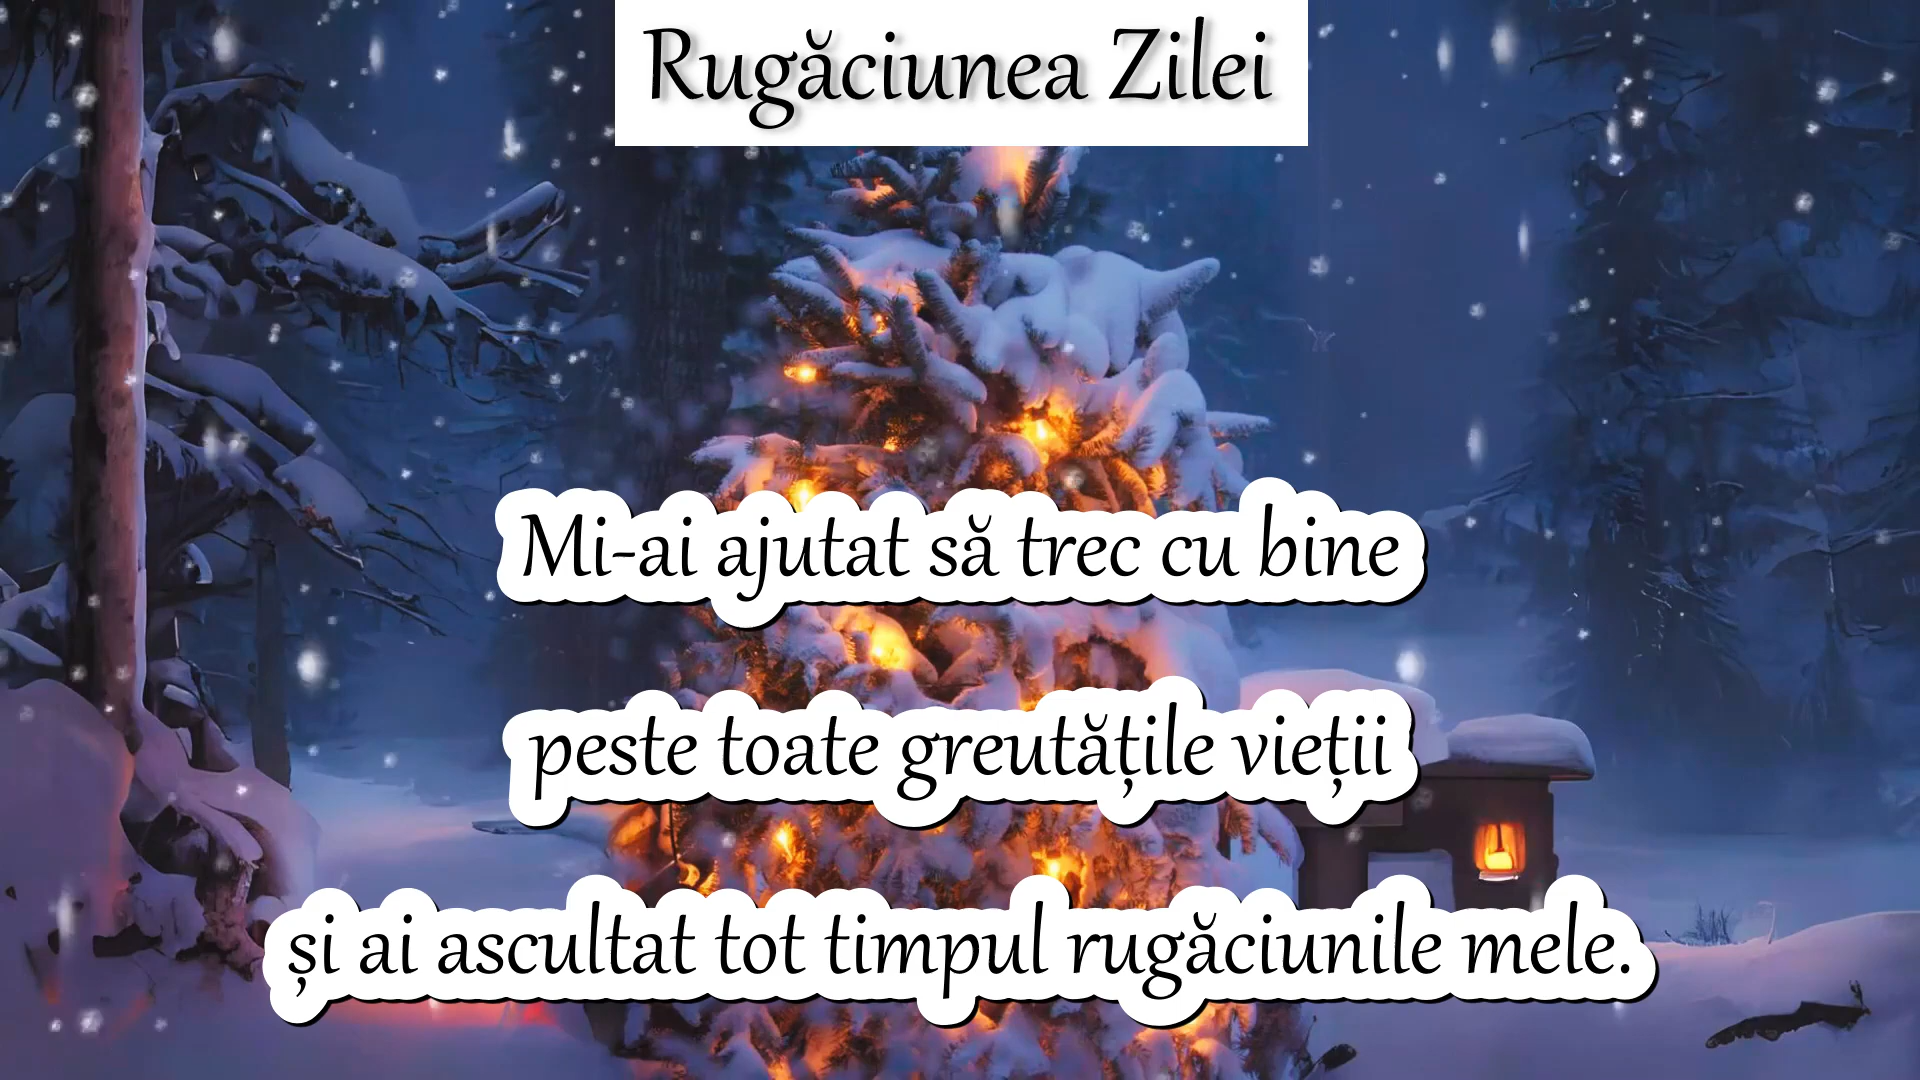 Rugăciunea Zilei
Mi-ai ajutat să trec cu bine
peste toate greutățile vieții
și ai ascultat tot timpul rugăciunile mele.